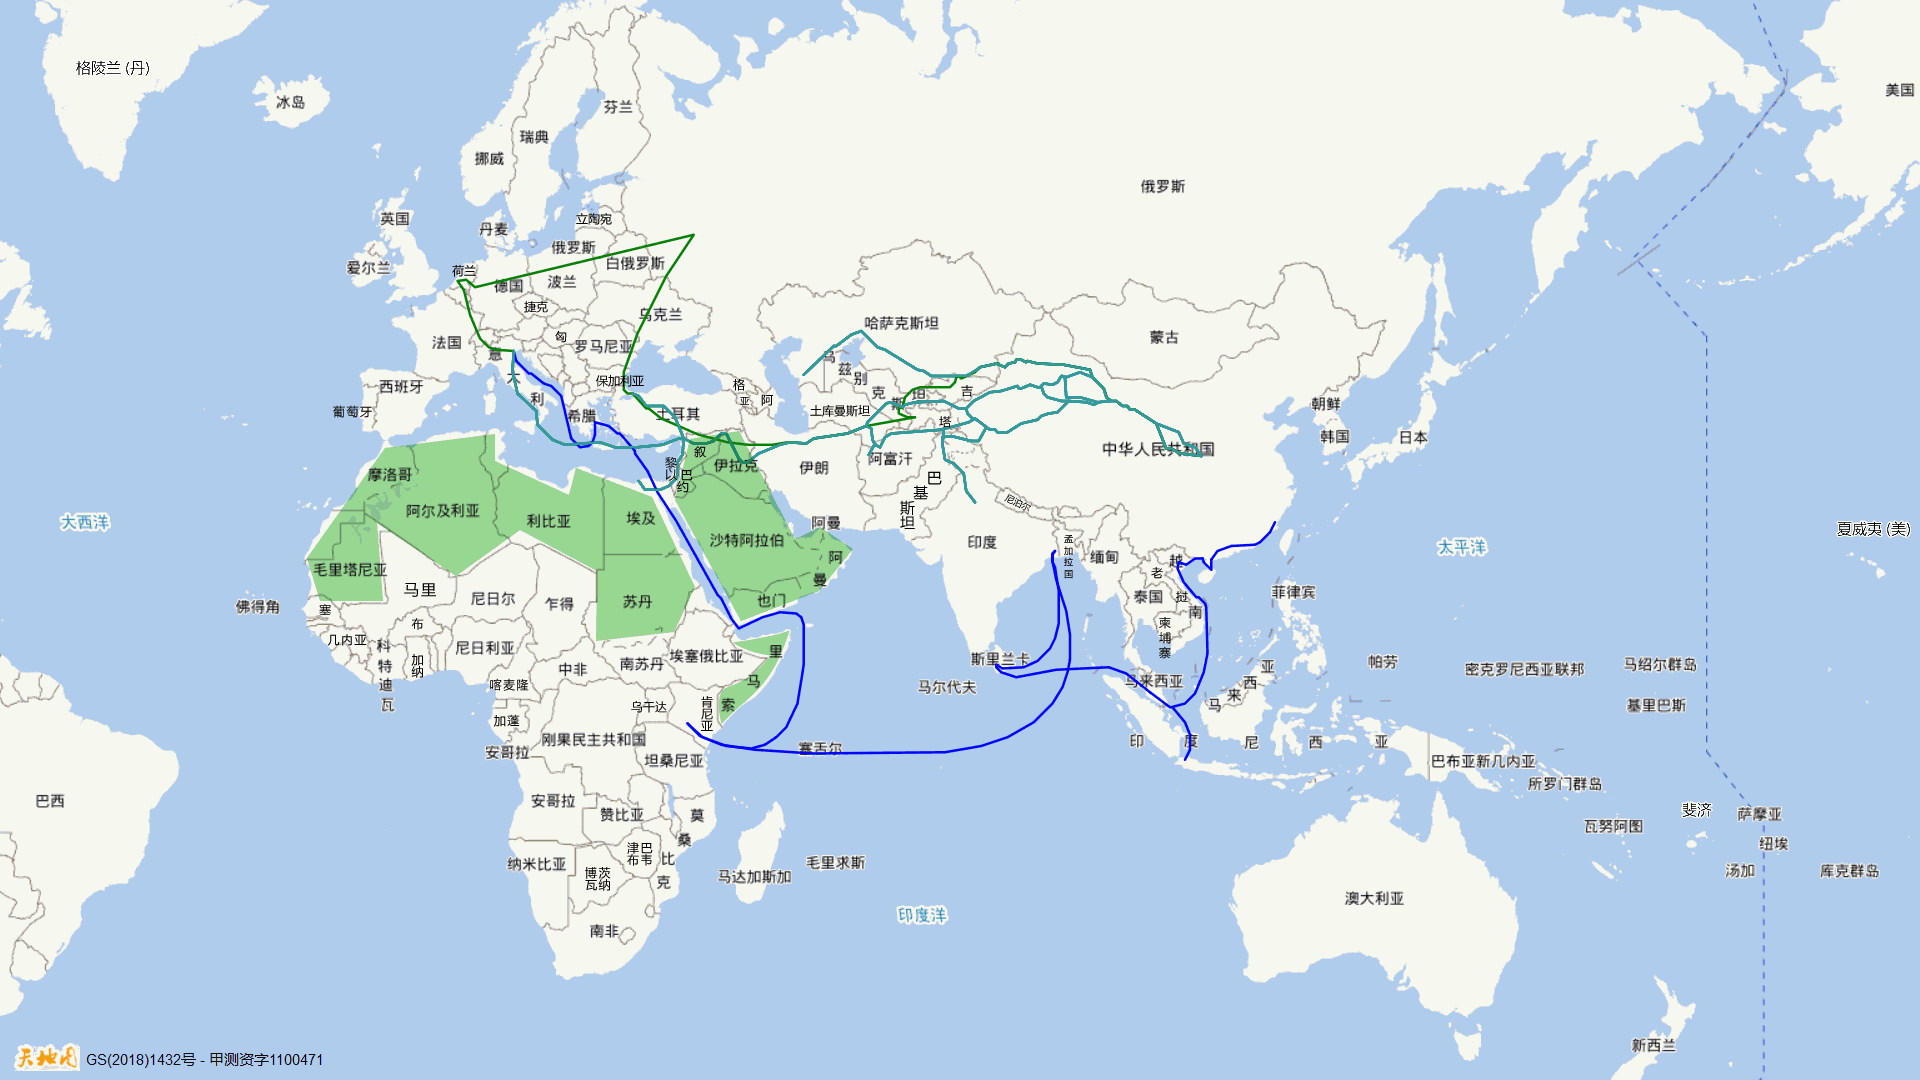 格陵兰 (丹)
冰岛
芬兰
瑞典
挪威
俄罗斯
美国
英国
丹麦
立陶宛
俄罗斯
白俄罗斯
爱尔兰
荷兰
德国
波兰
捷克
乌克兰
法国
匈
罗马尼亚
意大利
西班牙
葡萄牙
保加利亚
希腊
土耳其
格
亚
阿
哈萨克斯坦
乌兹别克斯坦
吉
土库曼斯坦
塔
蒙古
中华人民共和国
朝鲜
韩国
日本
摩洛哥
阿尔及利亚
利比亚
埃及
黎
以
巴
约
叙
伊拉克
伊朗
阿富汗
巴基斯坦
尼泊尔
印度
孟加拉国
缅甸
老挝
越南
泰国
柬埔寨
菲律宾
沙特阿拉伯
阿曼
阿曼
也门
毛里塔尼亚
马里
尼日尔
乍得
苏丹
佛得角
塞
几内亚
布
科特迪瓦
加纳
尼日利亚
中非
南苏丹
埃塞俄比亚
索马里
喀麦隆
加蓬
乌干达
肯尼亚
安哥拉
刚果民主共和国
坦桑尼亚
塞舌尔
安哥拉
赞比亚
莫桑比克
津巴布韦
纳米比亚
博茨瓦纳
南非
马达加斯加
毛里求斯
斯里兰卡
马尔代夫
马来西亚
马来西亚
印度尼西亚
帕劳
密克罗尼西亚联邦
马绍尔群岛
基里巴斯
巴布亚新几内亚
所罗门群岛
瓦努阿图
斐济
萨摩亚
纽埃
汤加
库克群岛
澳大利亚
新西兰
夏威夷 (美)
巴西
大西洋
太平洋
印度洋
天地图
GS(2018)1432号 - 甲测资字1100471